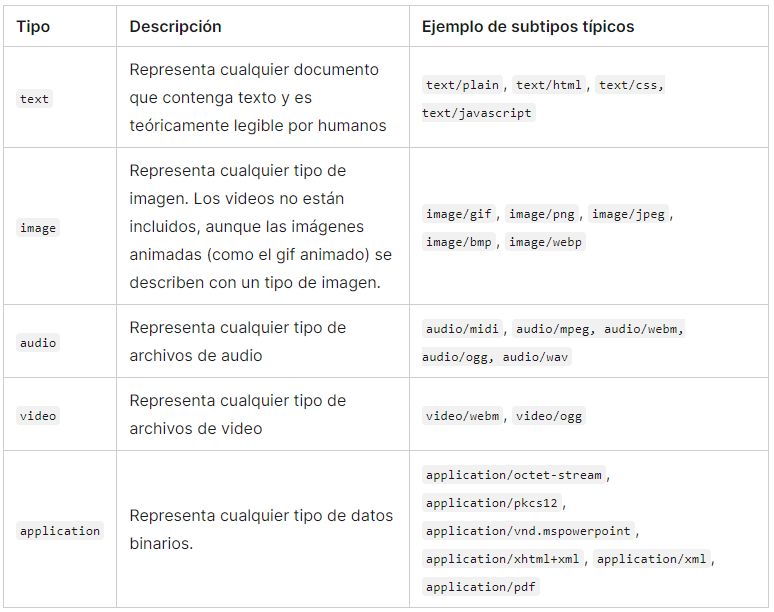 Tipo Descripción Ejemplo de subtipos típicos
text
Representa cualquier documento
que contenga texto y es
teóricamente legible por humanos
text/plain, text/html, text/css,
text/javascript
image
Representa cualquier tipo de
imagen. Los videos no están
incluidos, aunque las imágenes
animadas (como el gif animado) se
describen con un tipo de imagen.
image/gif, image/png, image/jpeg,
image/bmp, image/webp
audio
Representa cualquier tipo de
archivos de audio
audio/midi, audio/mpeg, audio/webm,
audio/ogg, audio/wav
video
Representa cualquier tipo de
archivos de video
video/webm, video/ogg
application
Representa cualquier tipo de datos
binarios.
application/octet-stream,
application/pkcs12,
application/vnd.mspowerpoint,
application/xhtml+xml, application/xml,
application/pdf